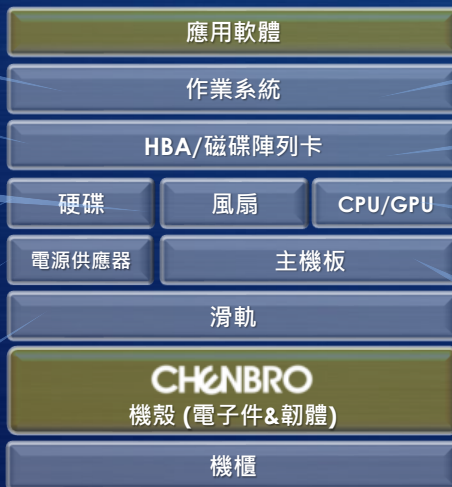 應用軟體
作業系統
HBA/磁碟陣列卡
硬碟 風扇 CPU/GPU
電源供應器 主機板
滑軌
CHENBRO
機殼 (電子件&韌體)
機櫃